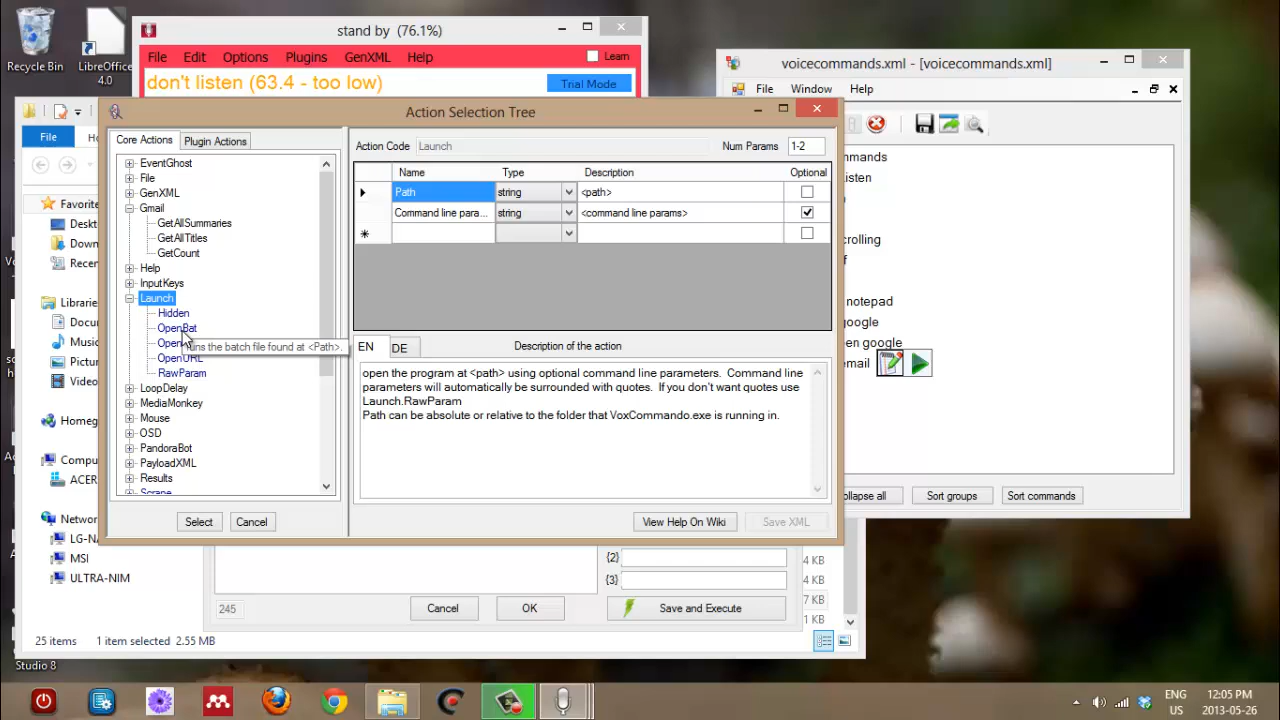 stand by (76.1%)
File Edit Options Plugins GenXML Help Learn
don't listen (63.4 - too low)
Trial Mode
Recycle Bin
LibreOffice
4.0
voicecommands.xml - [voicecommands.xml]
File Window Help
File
Action Selection Tree
Core Actions Plugin Actions
EventGhost
File
GenXML
Gmail
GetAllSummaries
GetAllTitles
GetCount
Help
InputKeys
Launch
Hidden
OpenBat
Open
OpenURL
RawParam
LoopDelay
MediaMonkey
Mouse
OSD
PandoraBot
PayloadXML
Results
Scrape
uns the batch file found at <Path>.
Select Cancel
Action Code Launch Num Params 1-2
Name Type Description Optional
Path string <path>
Command line para... string <command line params>
EN DE Description of the action
open the program at <path> using optional command line parameters. Command line
parameters will automatically be surrounded with quotes. If you don't want quotes use
Launch.RawParam
Path can be absolute or relative to the folder that VoxCommando.exe is running in.
View Help On Wiki Save XML
Favorite
Deskt
Down
Recen
Libraries
Docu
Music
Pictur
Video
Homeg
Compu
ACER
Network
LG-N
MSI
ULTRA-NIM
mmands
listen
crolling
f
notepad
google
en google
email
ollapse all Sort groups Sort commands
{2}
{3}
245 Cancel OK Save and Execute
4 KB
4 KB
7 KB
1 KB
25 items 1 item selected 2.55 MB
Studio 8
ENG
US
12:05 PM
2013-05-26